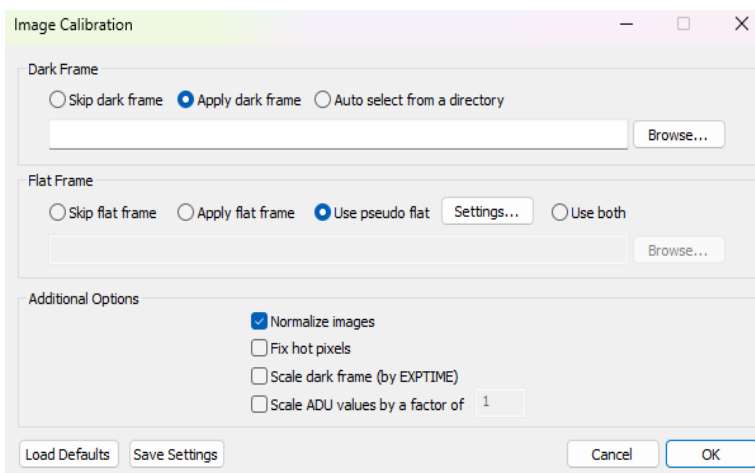 Image Calibration
Dark Frame
Skip dark frame Apply dark frame Auto select from a directory
Browse...
Flat Frame
Skip flat frame Apply flat frame Use pseudo flat Settings... Use both
Browse...
Additional Options
Normalize images
Fix hot pixels
Scale dark frame (by EXPTIME)
Scale ADU values by a factor of 1
Load Defaults Save Settings Cancel OK